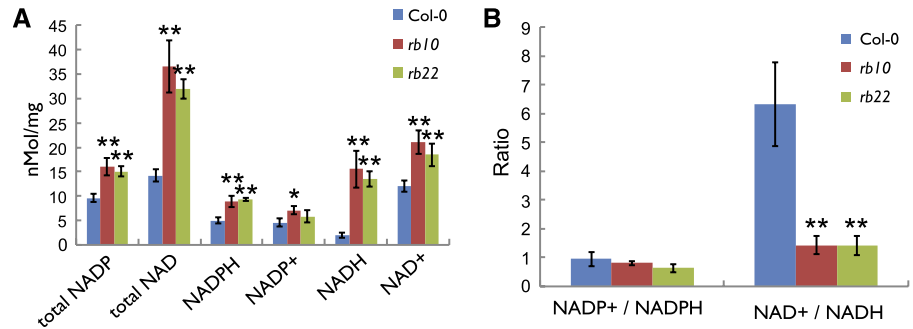 A
nMol/mg
45
40
35
30
25
20
15
10
5
0
** ** ** ** ** ** * ** ** ** **
total NADP total NAD NADPH NADP+ NADH NAD+
Col-0
rb10
rb22
B
Ratio
9
8
7
6
5
4
3
2
1
0
** **
NADP+ / NADPH NAD+ / NADH
Col-0
rb10
rb22